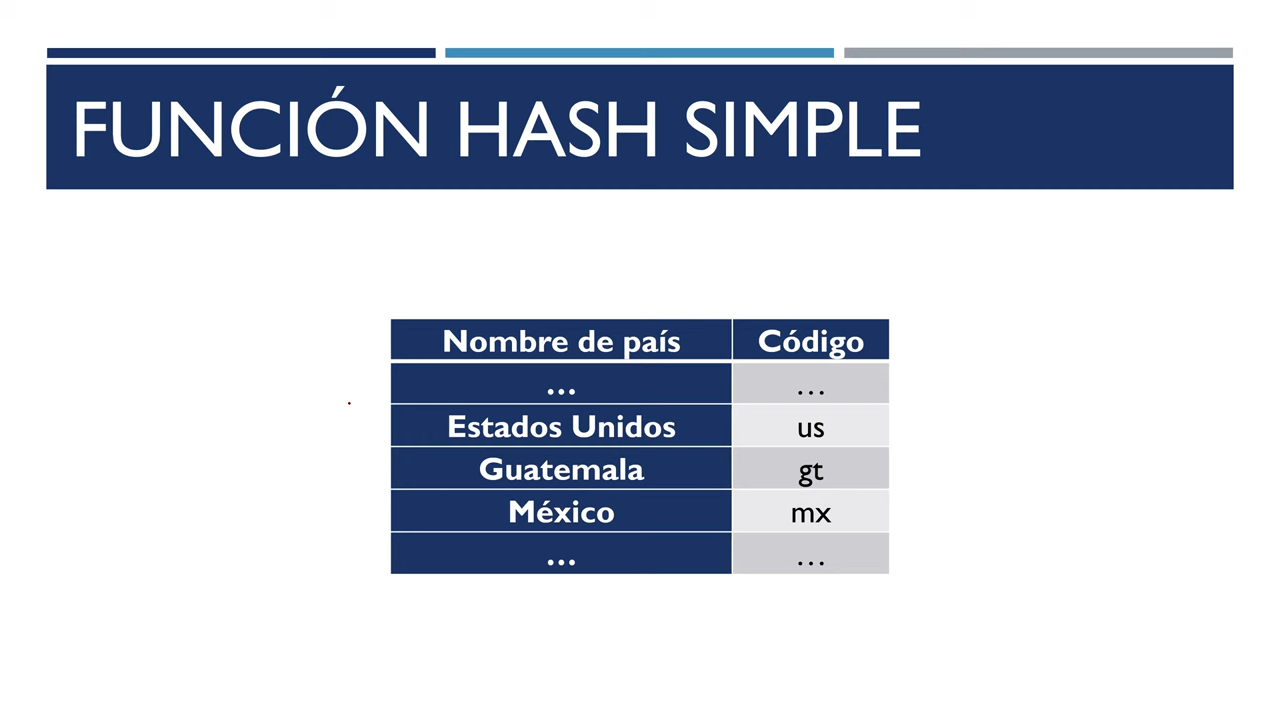 FUNCIÓN HASH SIMPLE
Nombre de país Código
... ...
Estados Unidos us
Guatemala gt
México mx
... ...